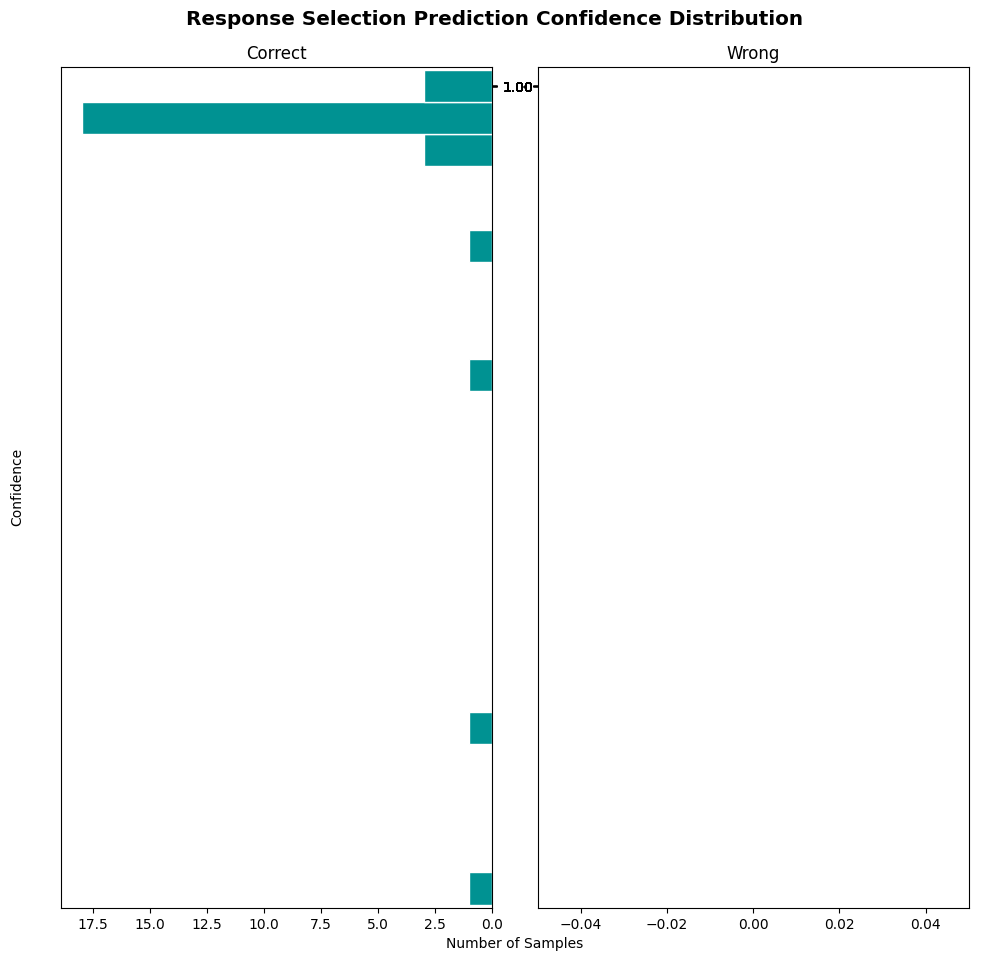 Response Selection Prediction Confidence Distribution
Correct
Wrong
1.00
Confidence
17.5 15.0 12.5 10.0 7.5 5.0 2.5 0.0
−0.04 −0.02 0.00 0.02 0.04
Number of Samples